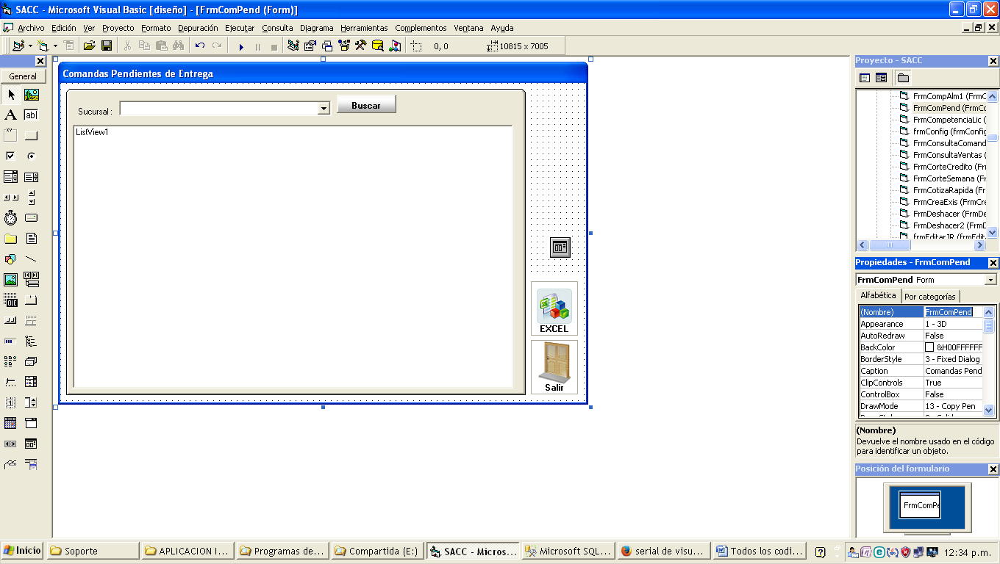 SACC - Microsoft Visual Basic [diseño] - [FrmComPend (Form)]
Archivo Edición Ver Proyecto Formato Depuración Ejecutar Consulta Diagrama Herramientas Complementos Ventana Ayuda
0, 0 10815 x 7005
General
Comandas Pendientes de Entrega
Sucursal :
Buscar
ListView1
EXCEL
Salir
Proyecto - SACC
FrmCompAlm1 (FrmC
FrmComPend (FrmCo
FrmCompetenciaLic (
frmConfig (frmConfig
FrmConsultaComand
FrmConsultaVentas (
FrmCorteCredito (Fr
FrmCorteSemana (Fr
FrmCotizaRapida (Fr
FrmCreaExis (FrmCre
FrmDeshacer (FrmDe
FrmDeshacer2 (FrmD
frmEditarJR (frmEdit
Propiedades - FrmComPend
FrmComPend Form
Alfabética Por categorías
(Nombre) FrmComPend
Appearance 1 - 3D
AutoRedraw False
BackColor &H00FFFFFF
BorderStyle 3 - Fixed Dialog
Caption Comandas Pend
ClipControls True
ControlBox False
DrawMode 13 - Copy Pen
(Nombre)
Devuelve el nombre usado en el código
para identificar un objeto.
Posición del formulario
FrmComPe
Inicio Soporte APLICACION I... Programas de... Compartida (E:) SACC - Micros... Microsoft SQL... serial de visu... Todos los codi... 12:34 p.m.